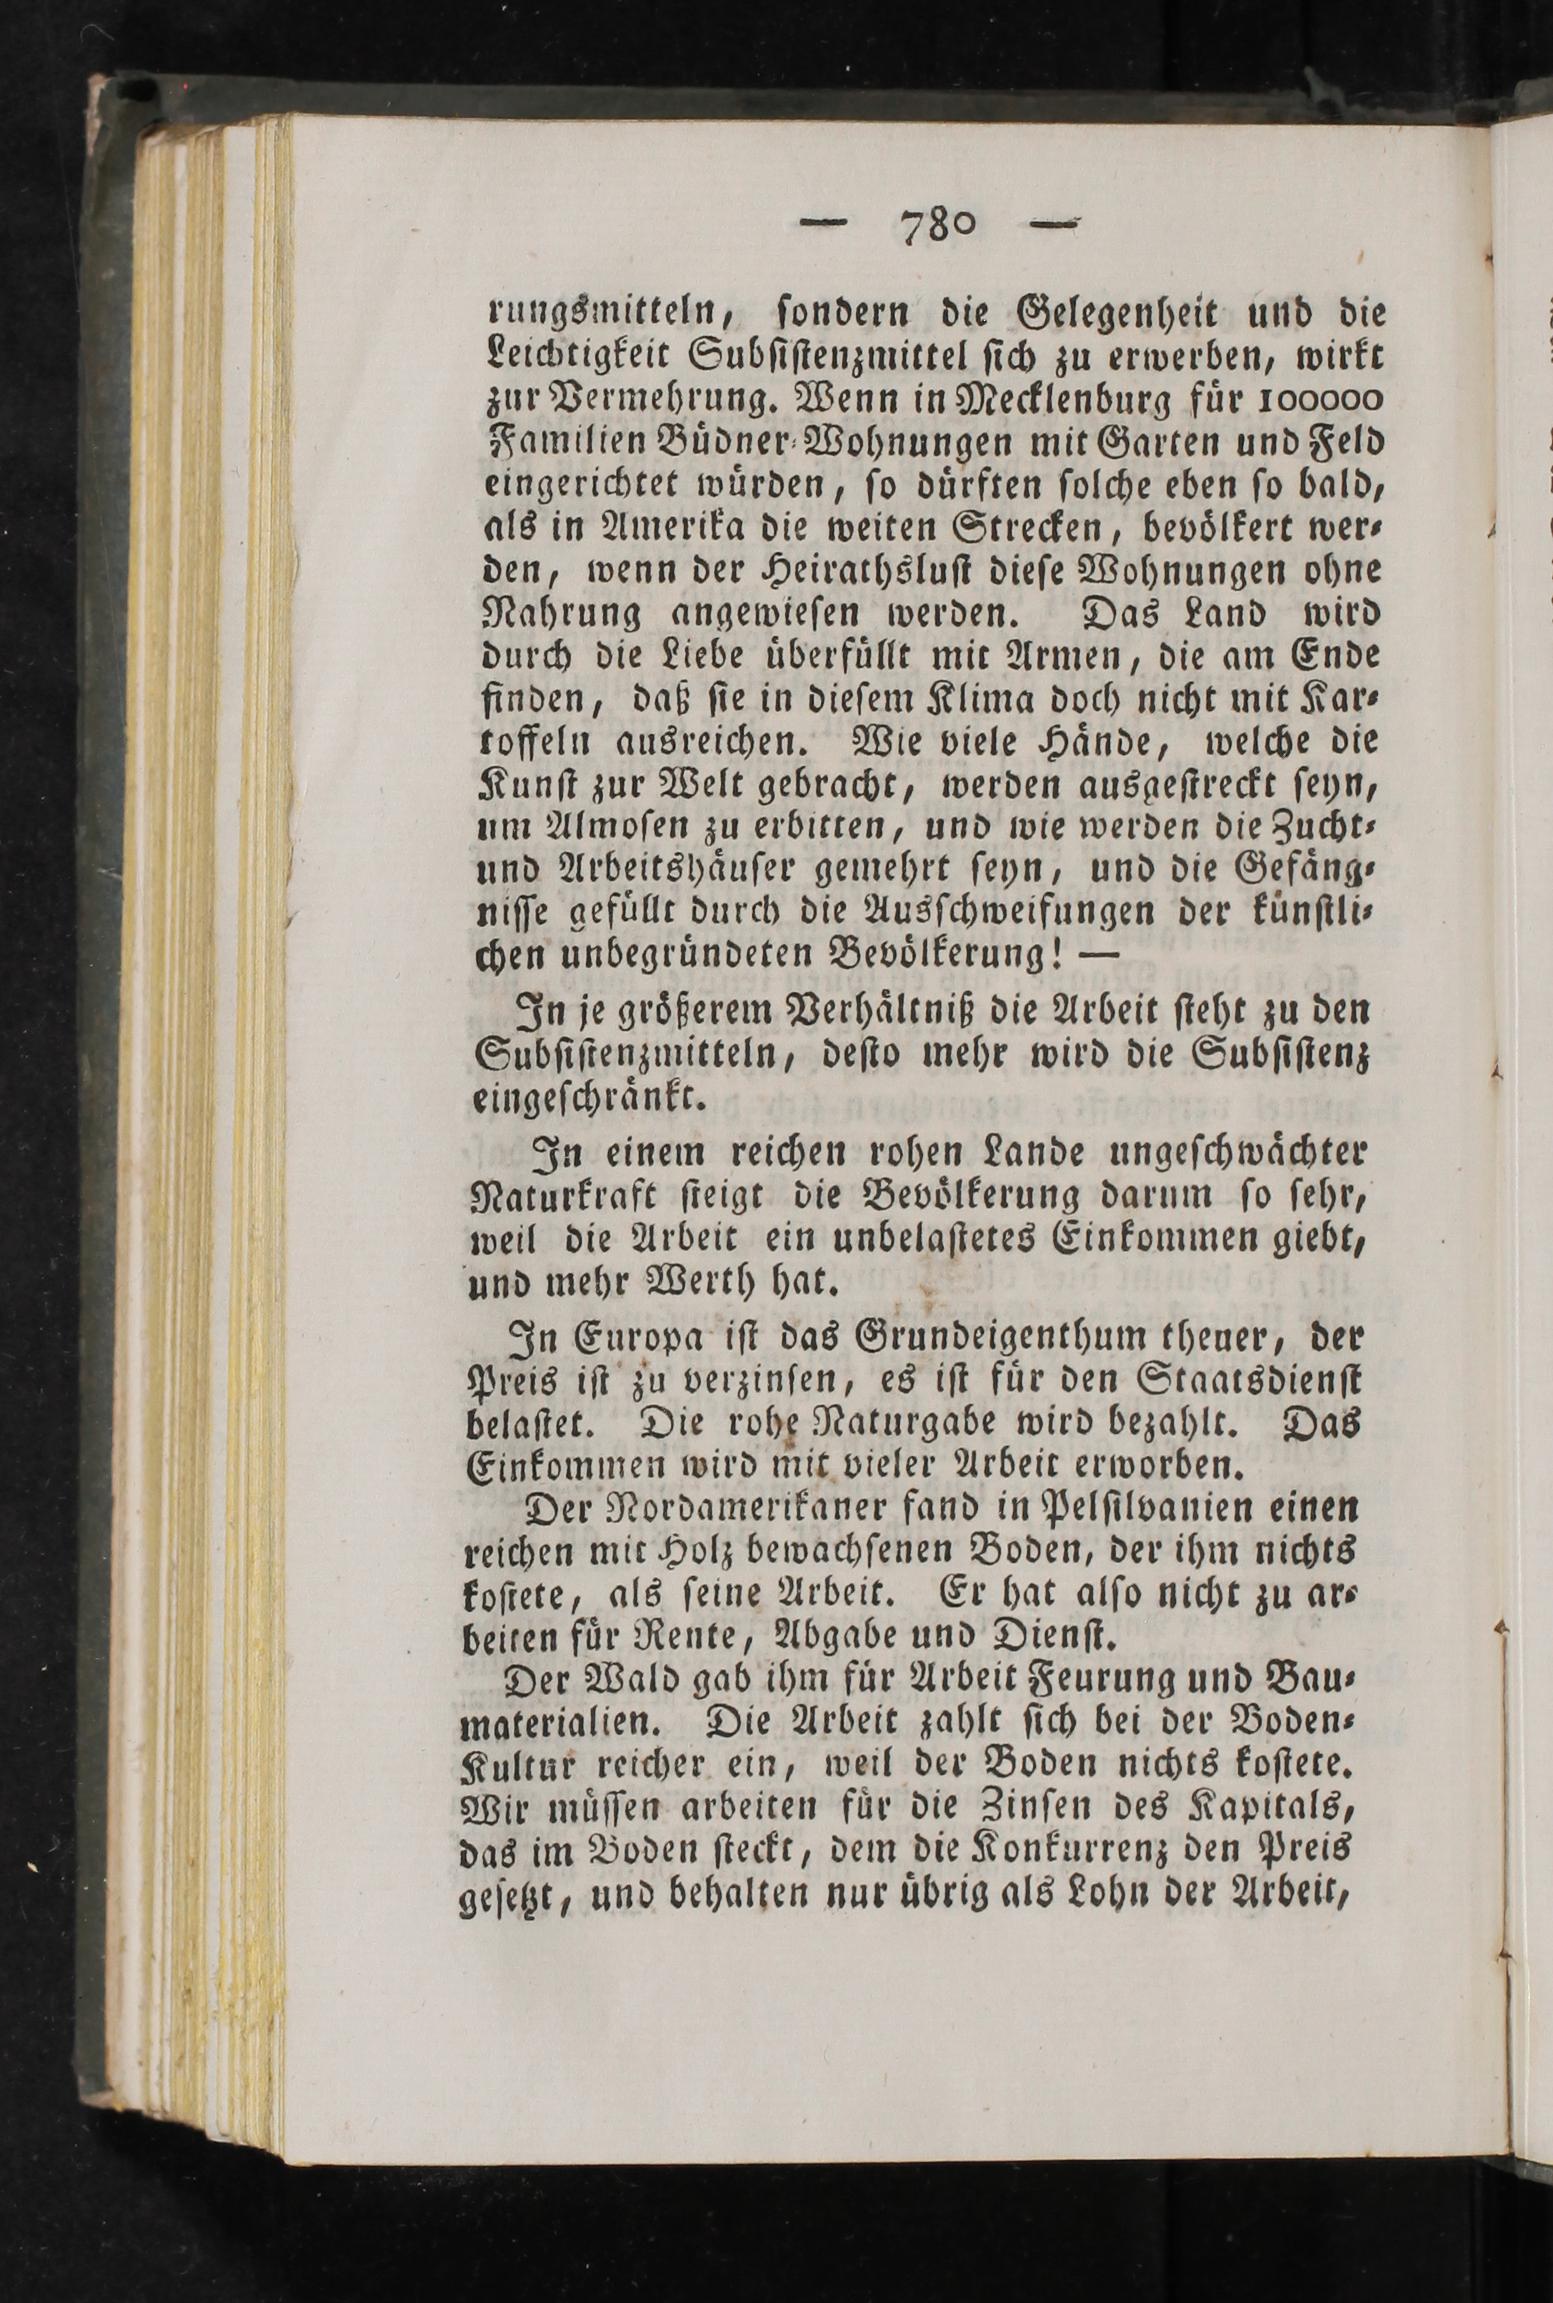 — 780 —
rungsmitteln, sondern die Gelegenheit und die
Leichtigkeit Subsistenzmittel sich zu erwerben, wirkt
zur Vermehrung. Wenn in Mecklenburg für 100000
Familien Büdner-Wohnungen mit Garten und Feld
eingerichtet würden, so dürften solche eben so bald,
als in Amerika die weiten Strecken, bevölkert wer-
den, wenn der Heirathslust diese Wohnungen ohne
Nahrung angewiesen werden. Das Land wird
durch die Liebe überfüllt mit Armen, die am Ende
finden, daß sie in diesem Klima doch nicht mit Kar-
toffeln ausreichen. Wie viele Hände, welche die
Kunst zur Welt gebracht, werden ausgestreckt seyn,
um Almosen zu erbitten, und wie werden die Zucht-
und Arbeitshäuser gemehrt seyn, und die Gefäng-
nisse gefüllt durch die Ausschweifungen der künstli-
chen unbegründeten Bevölkerung! —
In je größerem Verhältniß die Arbeit steht zu den
Subsistenzmitteln, desto mehr wird die Subsistenz
eingeschränkt.
In einem reichen rohen Lande ungeschwächter
Naturkraft steigt die Bevölkerung darum so sehr,
weil die Arbeit ein unbelastetes Einkommen giebt,
und mehr Werth hat.
In Europa ist das Grundeigenthum theuer, der
Preis ist zu verzinsen, es ist für den Staatsdienst
belastet. Die rohe Naturgabe wird bezahlt. Das
Einkommen wird mit vieler Arbeit erworben.
Der Nordamerikaner fand in Pelsilvanien einen
reichen mit Holz bewachsenen Boden, der ihm nichts
kostete, als seine Arbeit. Er hat also nicht zu ar-
beiten für Rente, Abgabe und Dienst.
Der Wald gab ihm für Arbeit Feurung und Bau-
materialien. Die Arbeit zahlt sich bei der Boden-
Kultur reicher ein, weil der Boden nichts kostete.
Wir müssen arbeiten für die Zinsen des Kapitals,
das im Boden steckt, dem die Konkurrenz den Preis
gesetzt, und behalten nur übrig als Lohn der Arbeit,